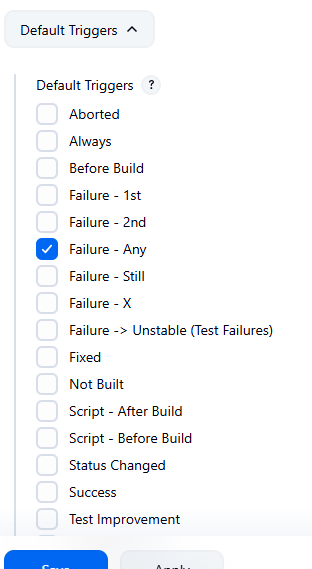 Default Triggers
Default Triggers ?
Aborted
Always
Before Build
Failure - 1st
Failure - 2nd
Failure - Any
Failure - Still
Failure - X
Failure -> Unstable (Test Failures)
Fixed
Not Built
Script - After Build
Script - Before Build
Status Changed
Success
Test Improvement
Save Apply